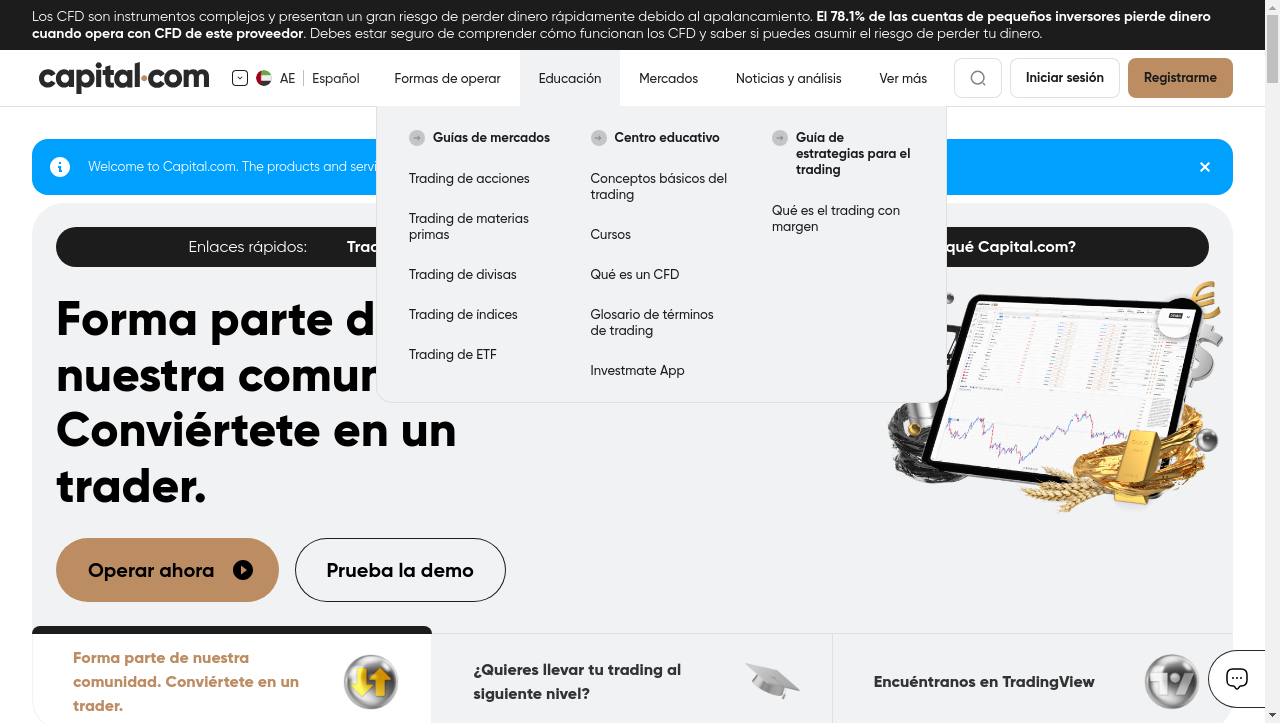 Los CFD son instrumentos complejos y presentan un gran riesgo de perder dinero rápidamente debido al apalancamiento. El 78.1% de las cuentas de pequeños inversores pierde dinero
cuando opera con CFD de este proveedor. Debes estar seguro de comprender cómo funcionan los CFD y saber si puedes asumir el riesgo de perder tu dinero.
capital.com AE Español Formas de operar Educación Mercados Noticias y análisis Ver más Iniciar sesión Registrarme
Guías de mercados
Trading de acciones
Trading de materias
primas
Trading de divisas
Trading de índices
Trading de ETF
Centro educativo
Conceptos básicos del
trading
Cursos
Qué es un CFD
Glosario de términos
de trading
Investmate App
Guía de
estrategias para el
trading
Qué es el trading con
margen
Welcome to Capital.com. The products and servi
Enlaces rápidos: qué Capital.com?
Forma parte d
nuestra comun
Conviértete en un
trader.
Operar ahora Prueba la demo
Forma parte de nuestra
comunidad. Conviértete en un
trader.
¿Quieres llevar tu trading al
siguiente nivel?
Encuéntranos en TradingView